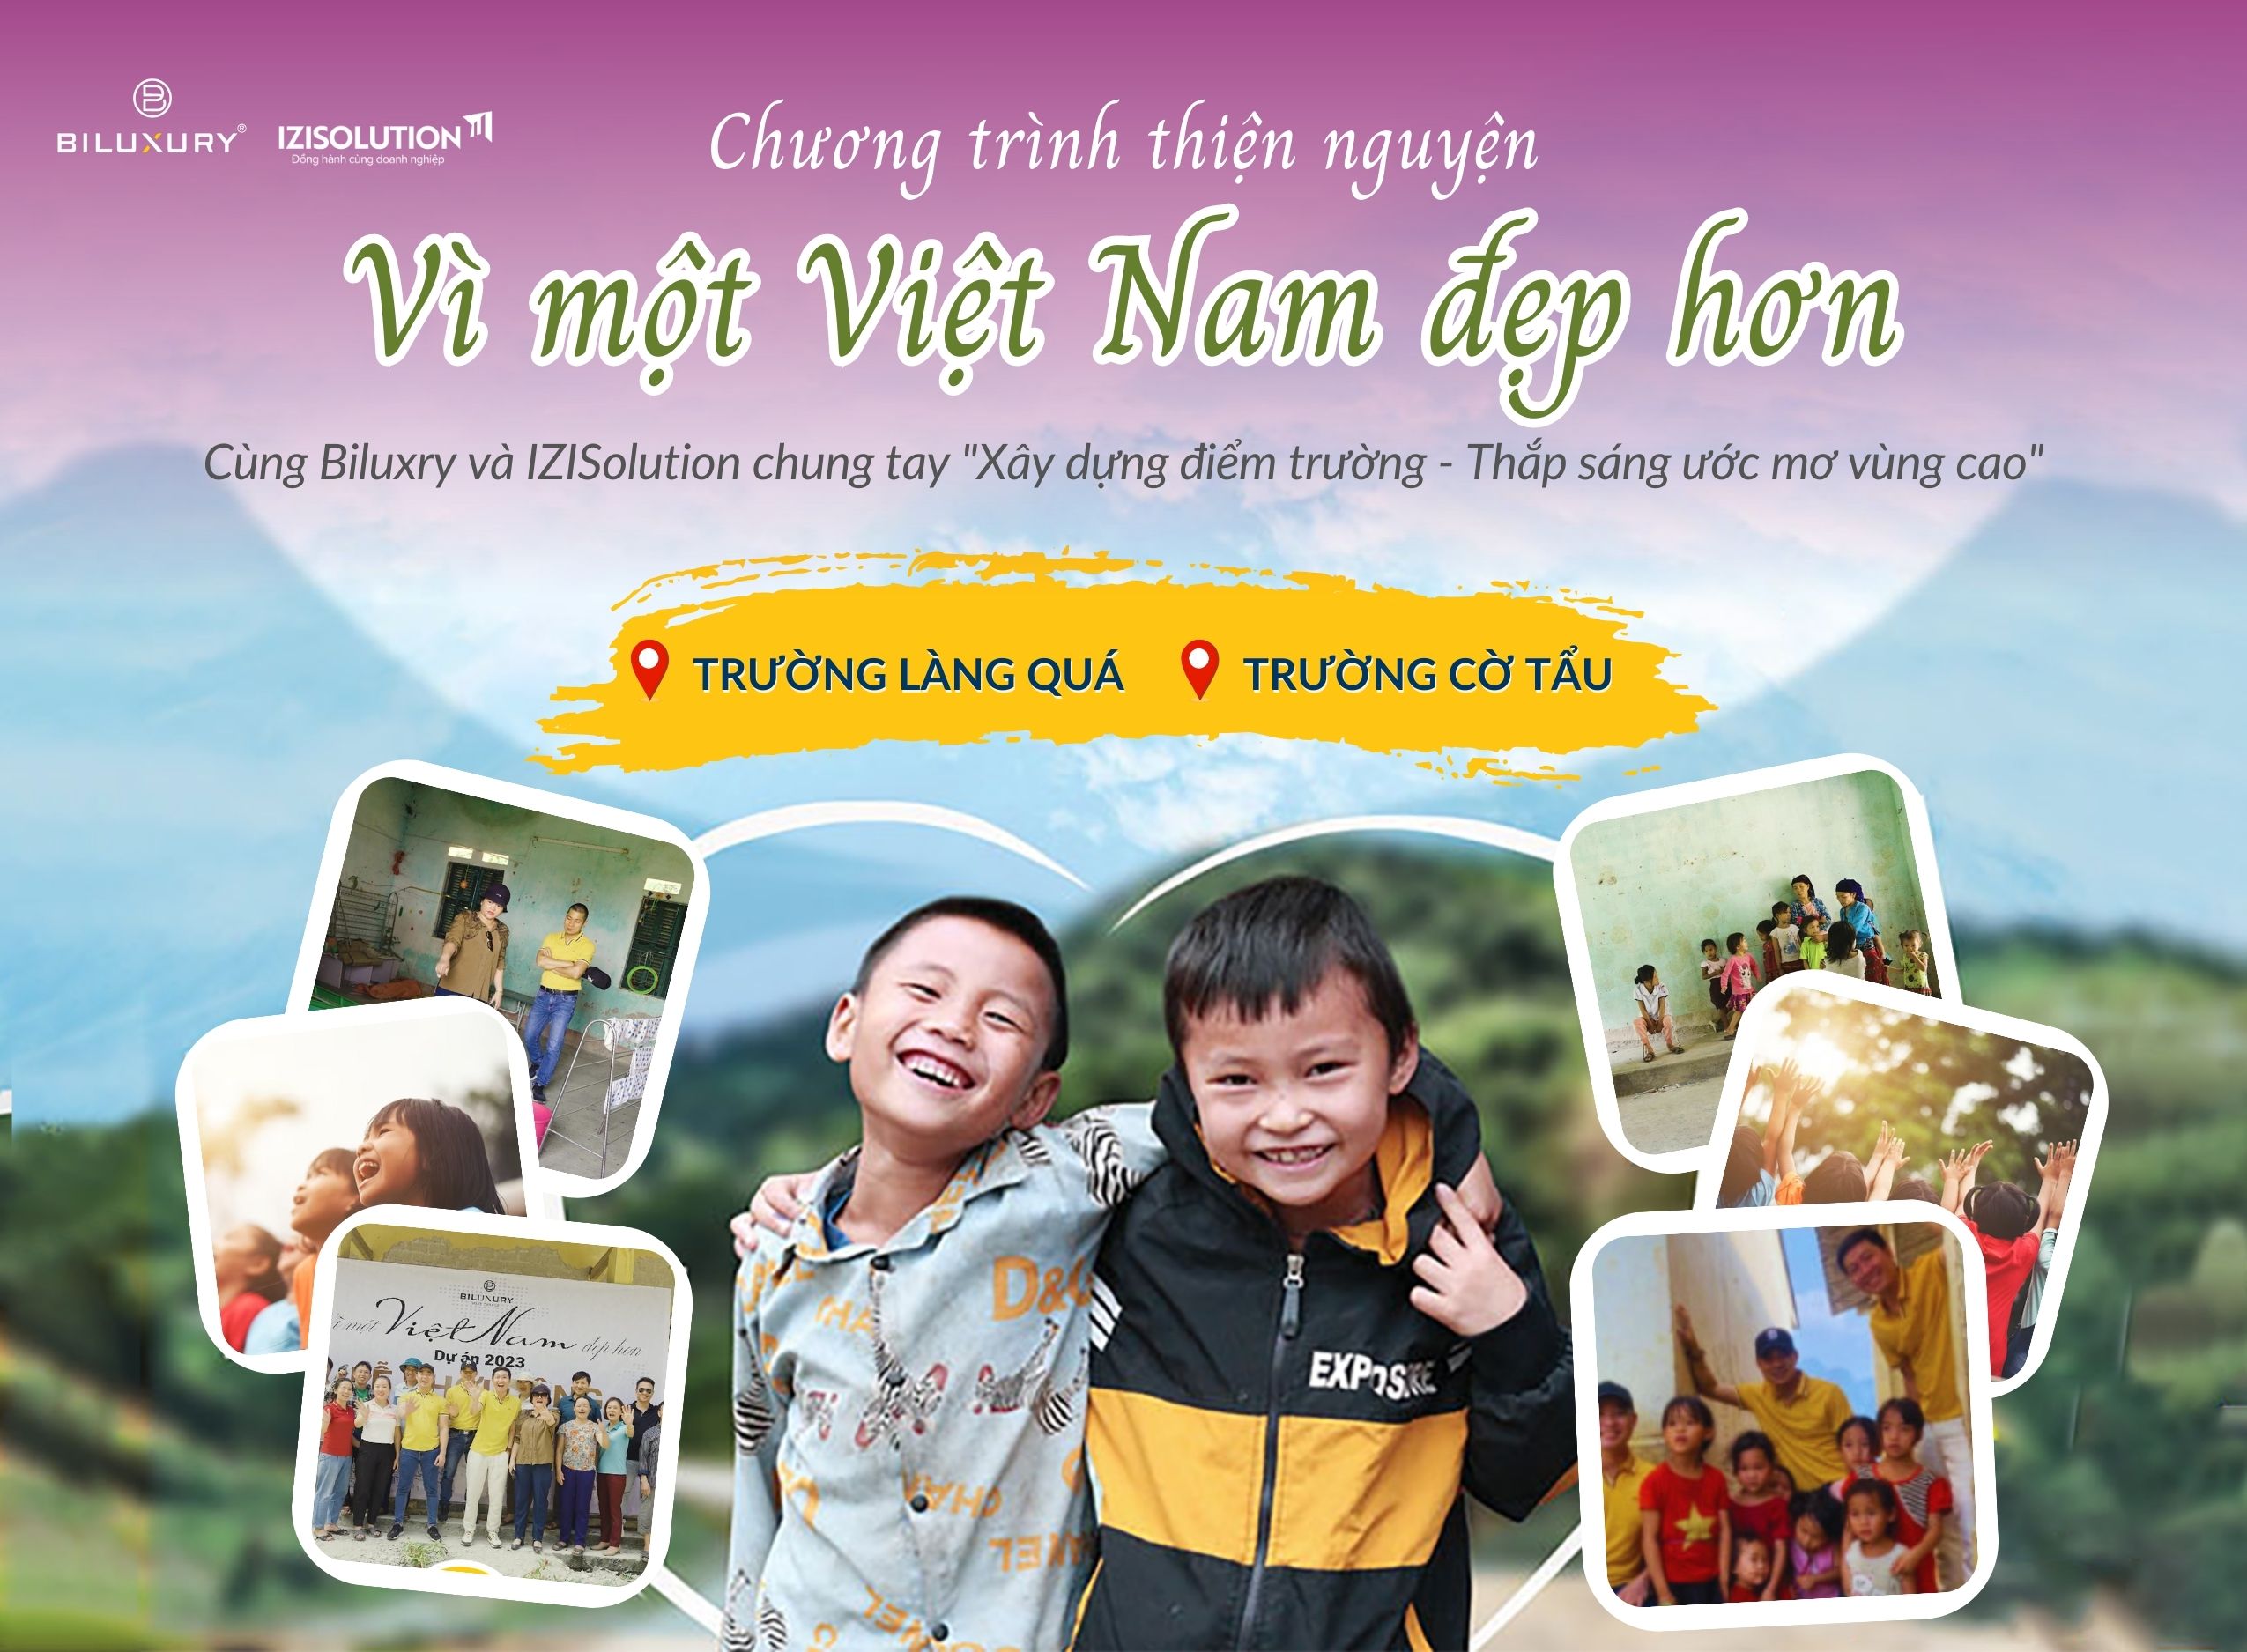 BILUXURY®
IZISOLUTION
Đồng hành cùng doanh nghiệp
Chương trình thiện nguyện
Vì một Việt Nam đẹp hơn
Cùng Biluxry và IZISolution chung tay "Xây dựng điểm trường - Thắp sáng ước mơ vùng cao"
TRƯỜNG LÀNG QUÁ
TRƯỜNG CỜ TẨU
BILUXURY
một Việt Nam đẹp hơn
Dự án 2023
D&G
CHANEL
EXPOSURE